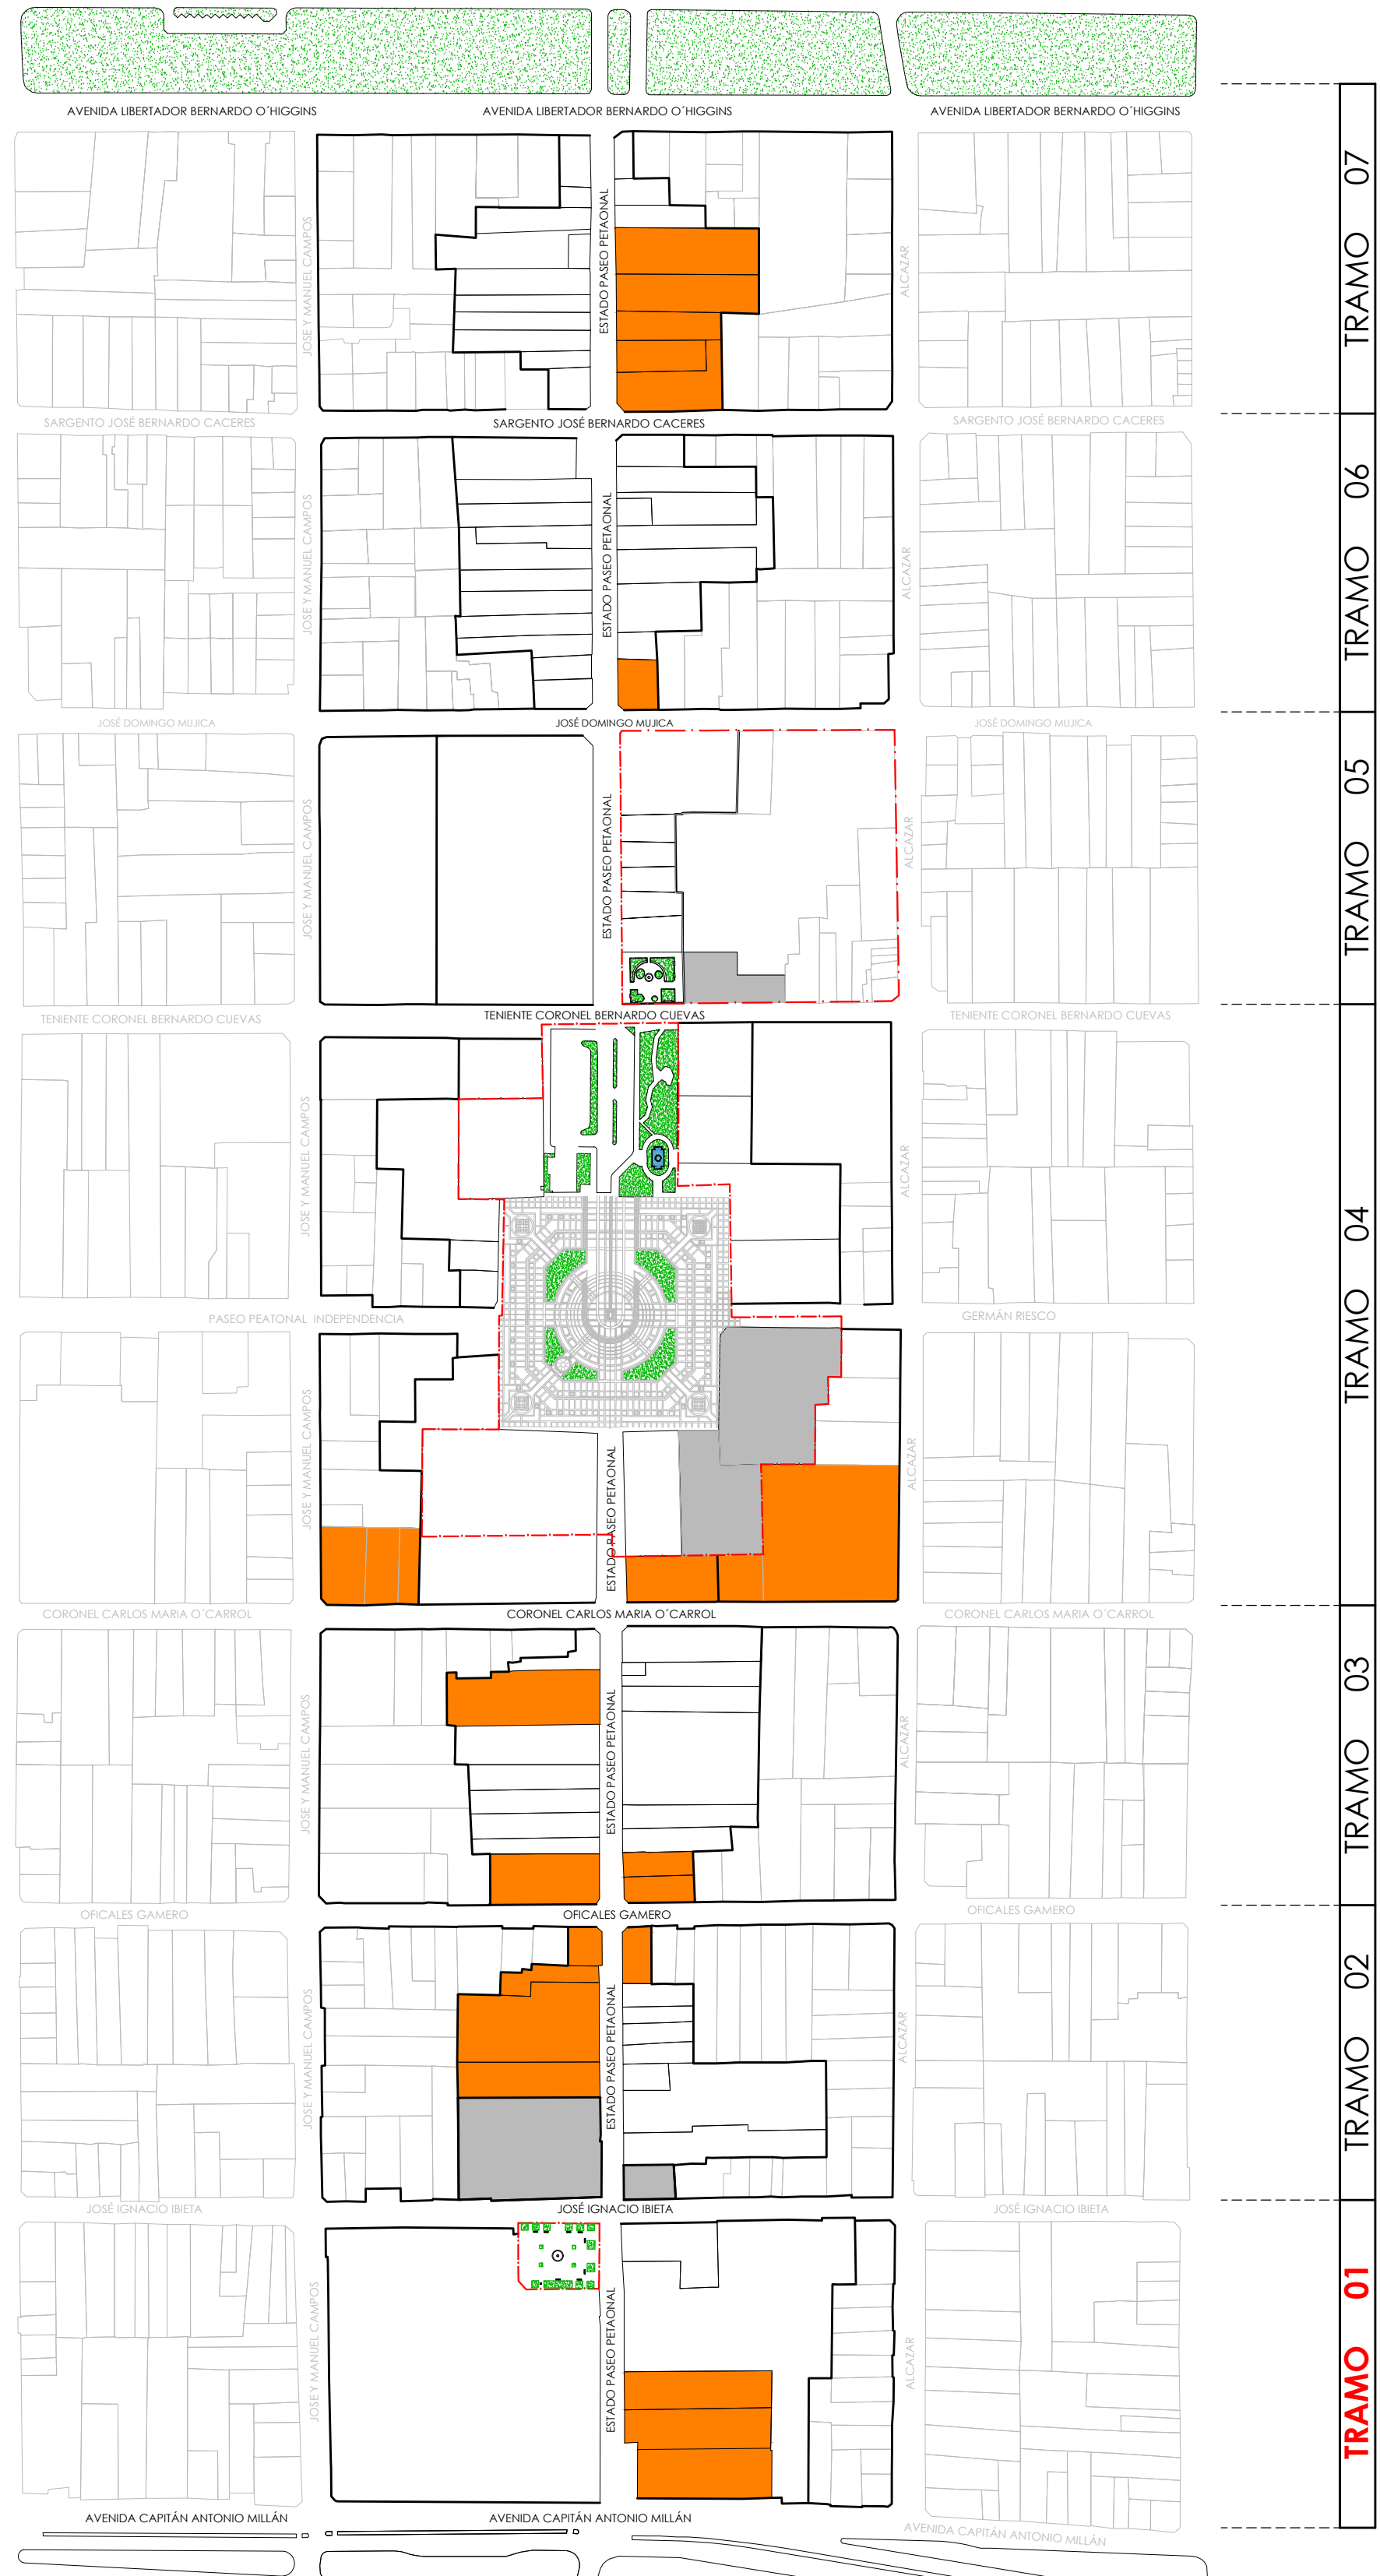 AVENIDA LIBERTADOR BERNARDO O´HIGGINS
AVENIDA LIBERTADOR BERNARDO O´HIGGINS
AVENIDA LIBERTADOR BERNARDO O´HIGGINS
JOSE Y MANUEL CAMPOS
ESTADO PASEO PETAONAL
ALCAZAR
TRAMO 07
SARGENTO JOSÉ BERNARDO CACERES
SARGENTO JOSÉ BERNARDO CACERES
SARGENTO JOSÉ BERNARDO CACERES
JOSE Y MANUEL CAMPOS
ESTADO PASEO PETAONAL
ALCAZAR
TRAMO 06
JOSÉ DOMINGO MUJICA
JOSÉ DOMINGO MUJICA
JOSÉ DOMINGO MUJICA
JOSE Y MANUEL CAMPOS
ESTADO PASEO PETAONAL
ALCAZAR
TRAMO 05
TENIENTE CORONEL BERNARDO CUEVAS
TENIENTE CORONEL BERNARDO CUEVAS
TENIENTE CORONEL BERNARDO CUEVAS
JOSE Y MANUEL CAMPOS
ALCAZAR
TRAMO 04
PASEO PEATONAL INDEPENDENCIA
GERMÁN RIESCO
JOSE Y MANUEL CAMPOS
ESTADO PASEO PETAONAL
ALCAZAR
CORONEL CARLOS MARIA O´CARROL
CORONEL CARLOS MARIA O´CARROL
CORONEL CARLOS MARIA O´CARROL
JOSE Y MANUEL CAMPOS
ESTADO PASEO PETAONAL
ALCAZAR
TRAMO 03
OFICALES GAMERO
OFICALES GAMERO
OFICALES GAMERO
JOSE Y MANUEL CAMPOS
ESTADO PASEO PETAONAL
ALCAZAR
TRAMO 02
JOSÉ IGNACIO IBIETA
JOSÉ IGNACIO IBIETA
JOSÉ IGNACIO IBIETA
JOSE Y MANUEL CAMPOS
ESTADO PASEO PETAONAL
ALCAZAR
TRAMO 01
AVENIDA CAPITÁN ANTONIO MILLÁN
AVENIDA CAPITÁN ANTONIO MILLÁN
AVENIDA CAPITÁN ANTONIO MILLÁN